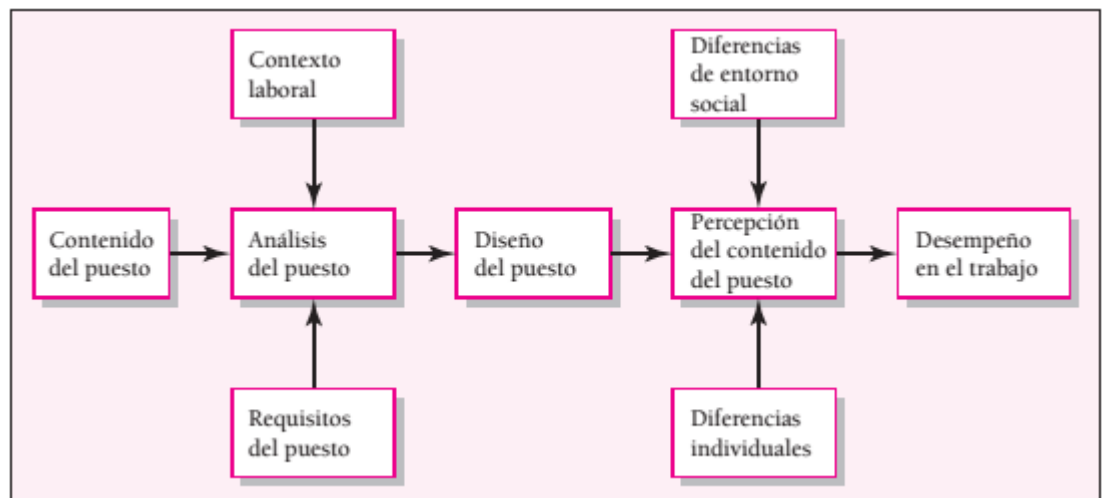 Contexto
laboral
Diferencias
de entorno
social
Contenido
del puesto
Análisis
del puesto
Diseño
del puesto
Percepción
del contenido
del puesto
Desempeño
en el trabajo
Requisitos
del puesto
Diferencias
individuales